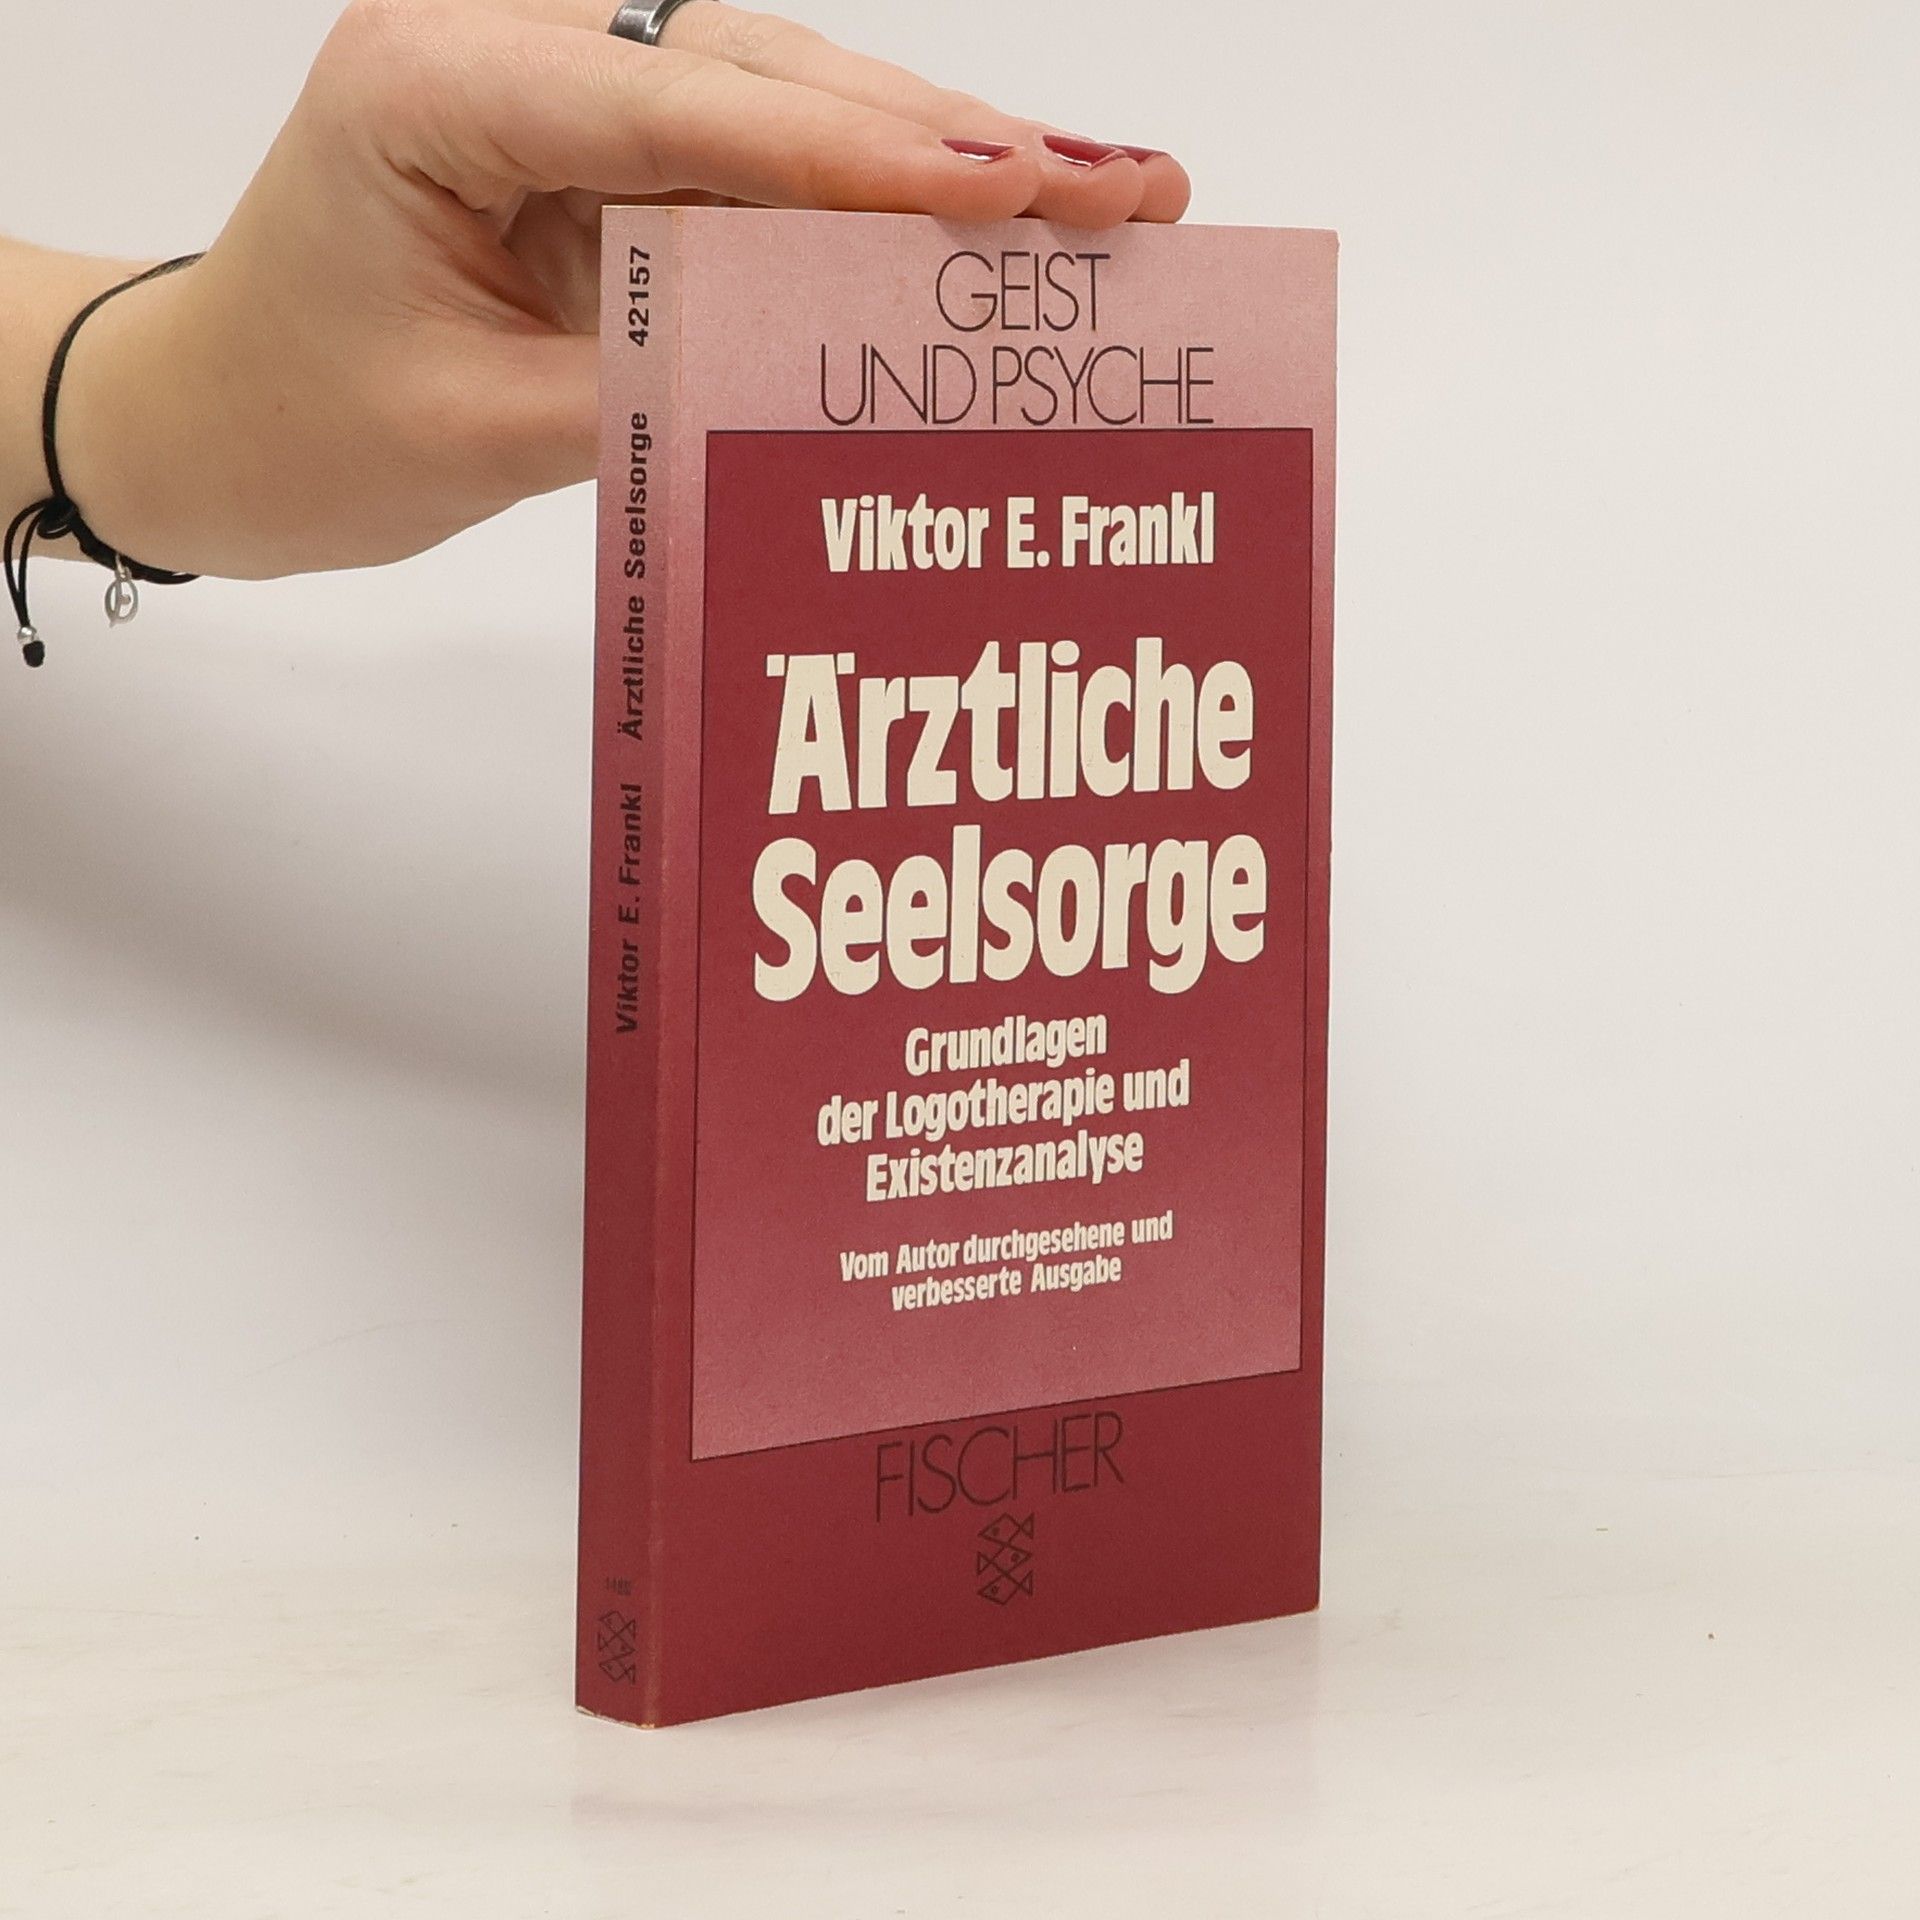 GEIST
UND PSYCHE
Viktor E. Frankl
Ärztliche
Seelsorge
Grundlagen
der Logotherapie und
Existenzanalyse
Vom Autor durchgesehene und
verbesserte Ausgabe
FISCHER
Viktor E. Frankl Ärztliche Seelsorge 42157